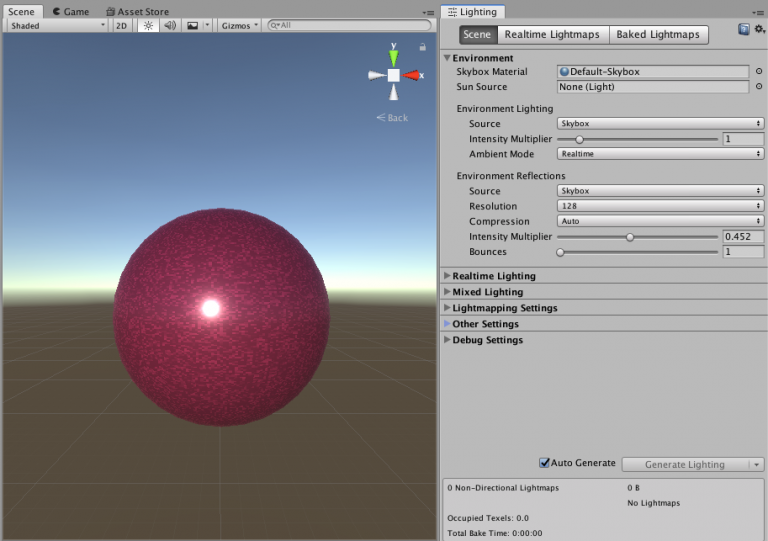 Scene Game Asset Store
Shaded 2D Gizmos All
y
x
Back
Lighting
Scene Realtime Lightmaps Baked Lightmaps
Environment
Skybox Material Default-Skybox
Sun Source None (Light)
Environment Lighting
Source Skybox
Intensity Multiplier 1
Ambient Mode Realtime
Environment Reflections
Source Skybox
Resolution 128
Compression Auto
Intensity Multiplier 0.452
Bounces 1
Realtime Lighting
Mixed Lighting
Lightmapping Settings
Other Settings
Debug Settings
Auto Generate Generate Lighting
0 Non-Directional Lightmaps 0 B
No Lightmaps
Occupied Texels: 0.0
Total Bake Time: 0:00:00